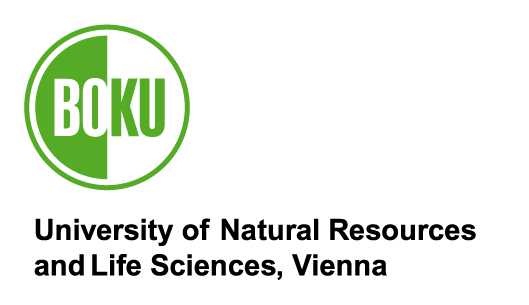 BOKU
University of Natural Resources
and Life Sciences, Vienna